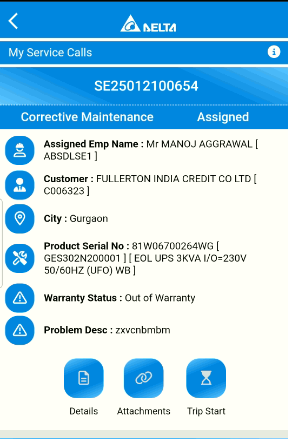 DELTA
My Service Calls
SE25012100654
Corrective Maintenance Assigned
Assigned Emp Name : Mr MANOJ AGGRAWAL [
ABSDLSE1 ]
Customer : FULLERTON INDIA CREDIT CO LTD [
C006323 ]
City : Gurgaon
Product Serial No : 81W06700264WG [
GES302N200001 ] [ EOL UPS 3KVA I/O=230V
50/60HZ (UFO) WB ]
Warranty Status : Out of Warranty
Problem Desc : zxvcnbmbm
Details Attachments Trip Start